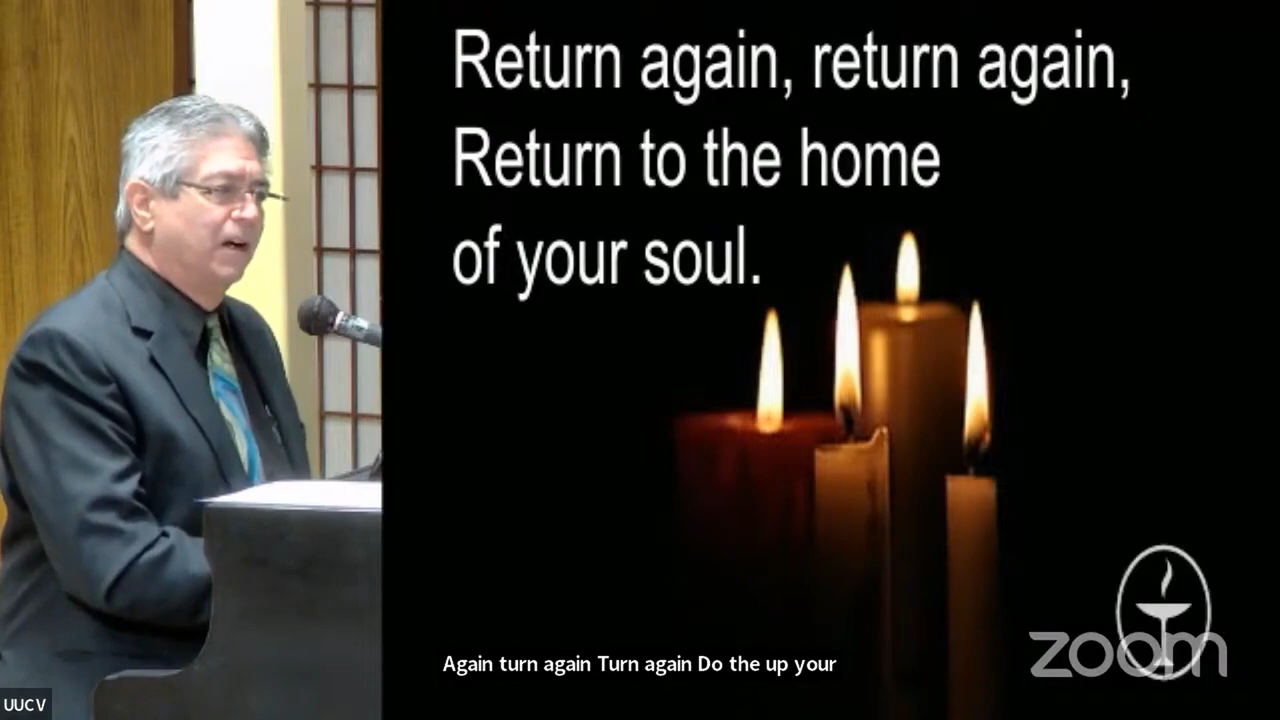 Return again, return again,
Return to the home
of your soul.
Again turn again Turn again Do the up your
zoom
UUCV